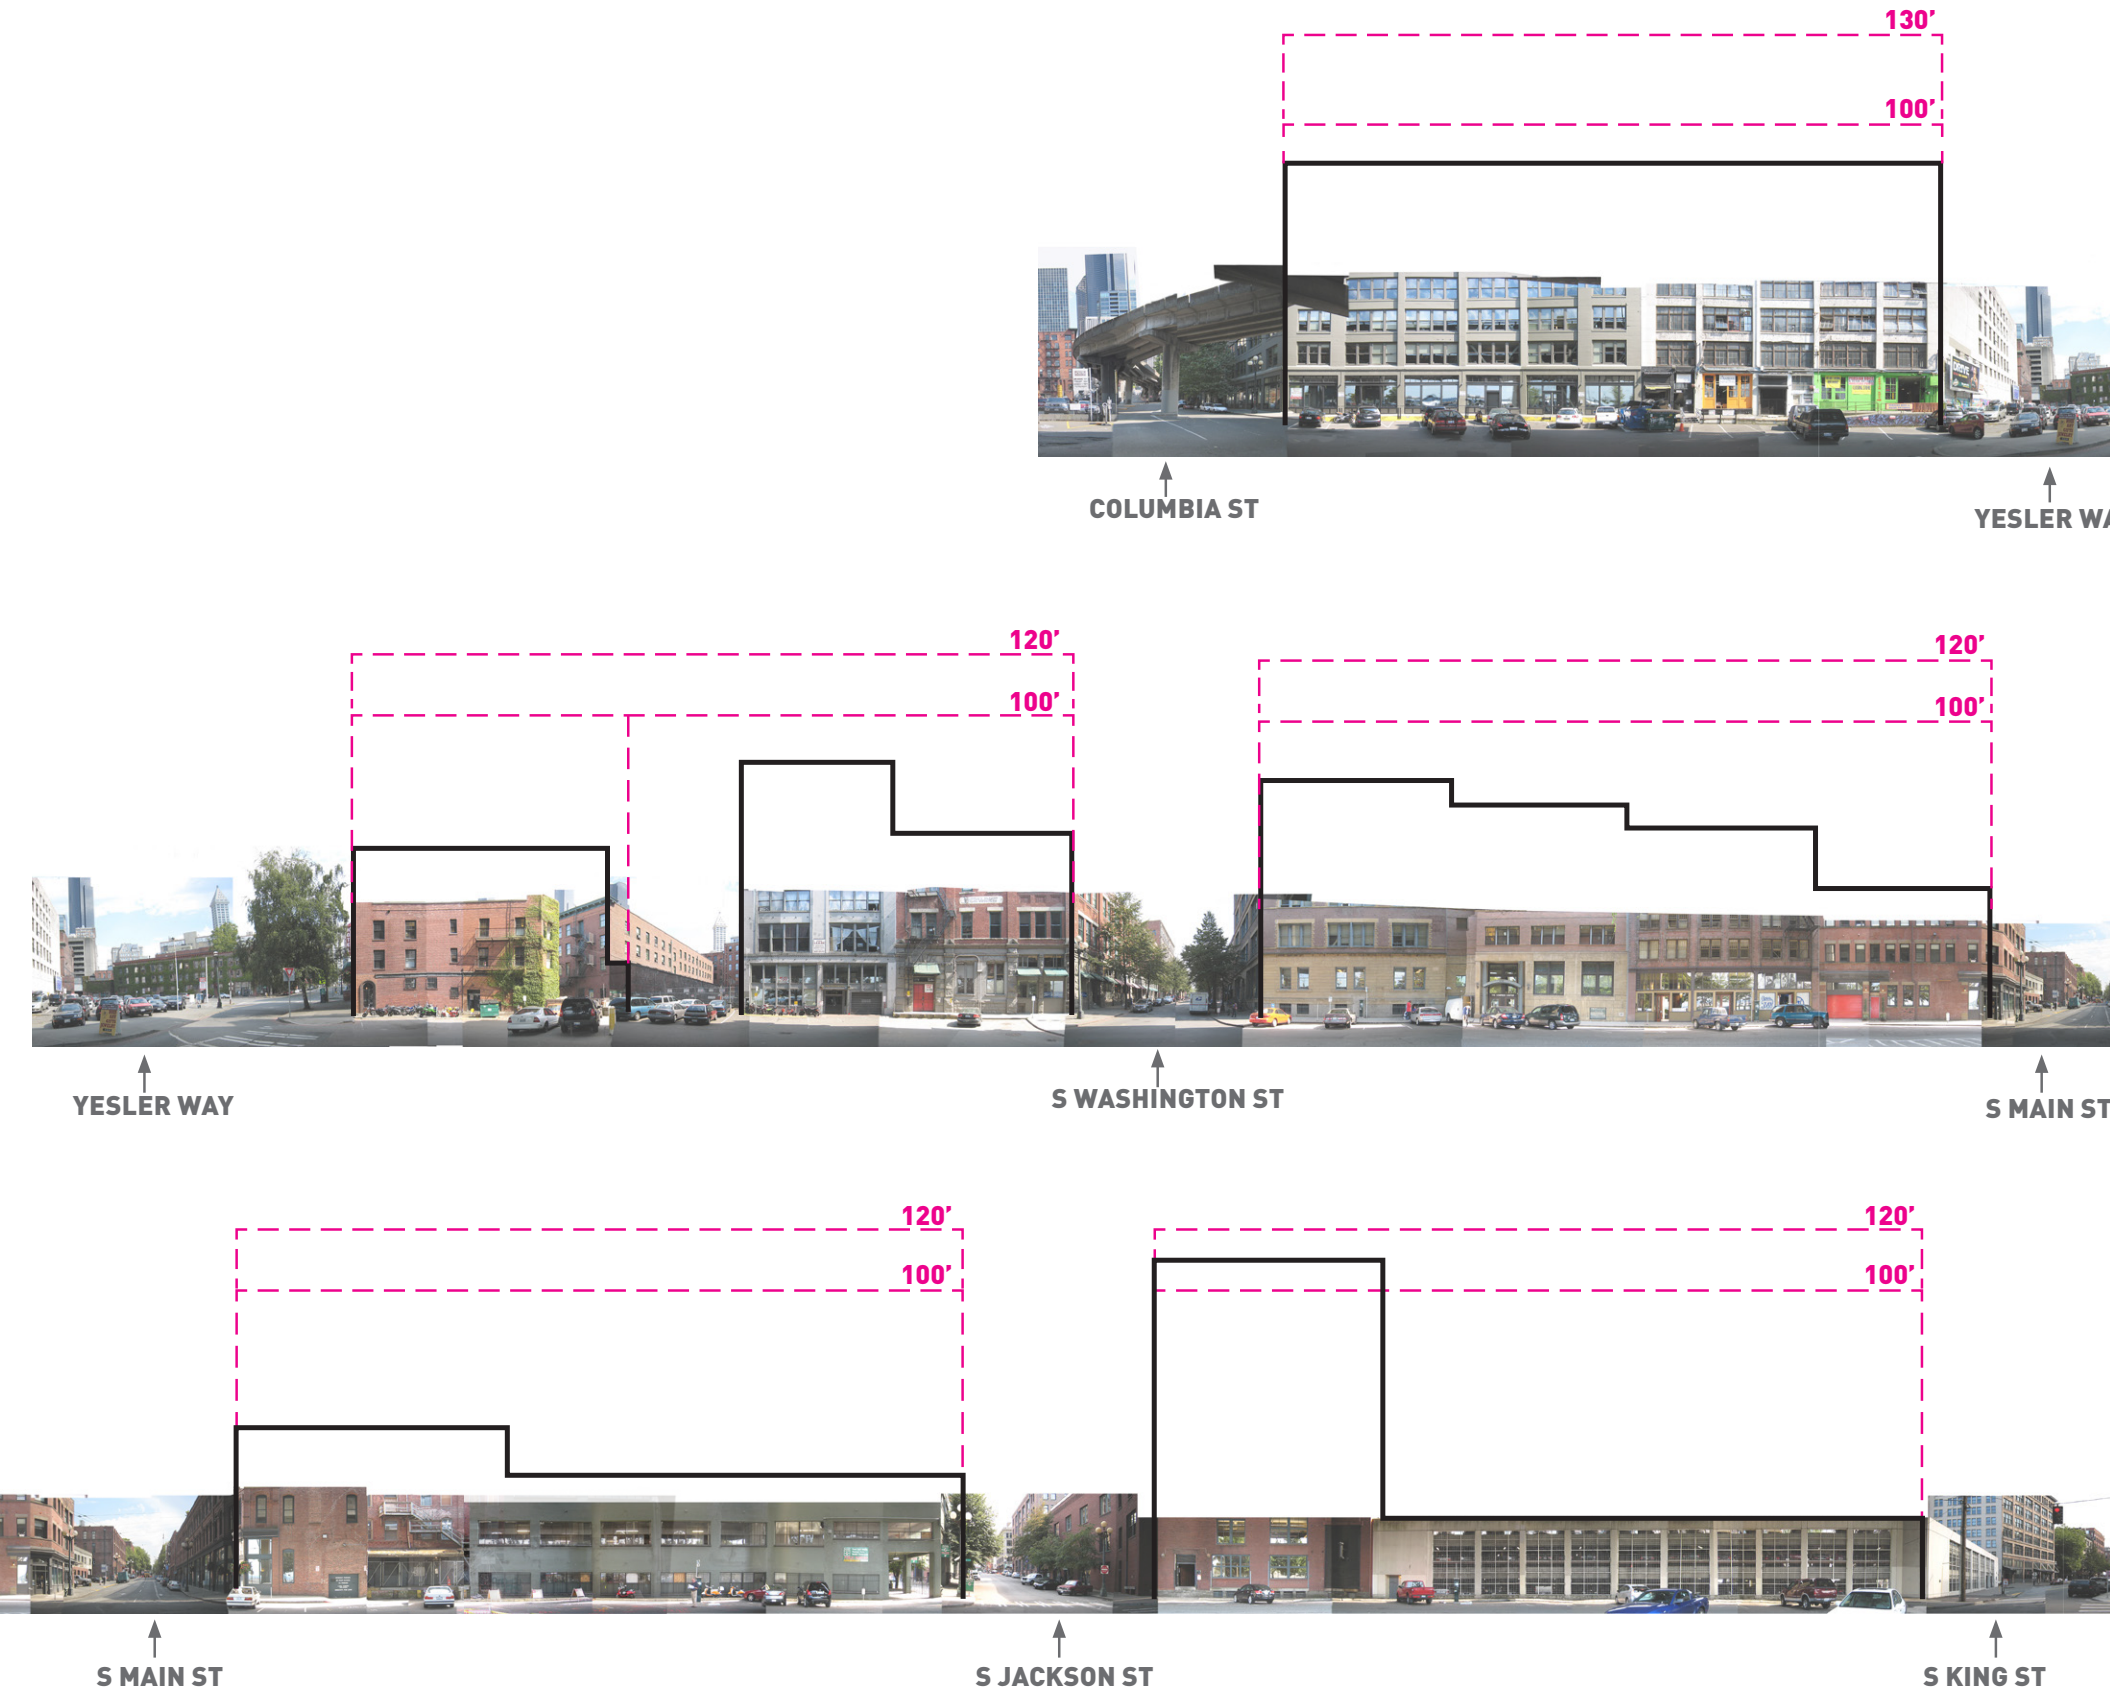 130’
100’
COLUMBIA ST
YESLER WA
120’
100’
120’
100’
YESLER WAY
S WASHINGTON ST
S MAIN ST
120’
100’
120’
100’
S MAIN ST
S JACKSON ST
S KING ST